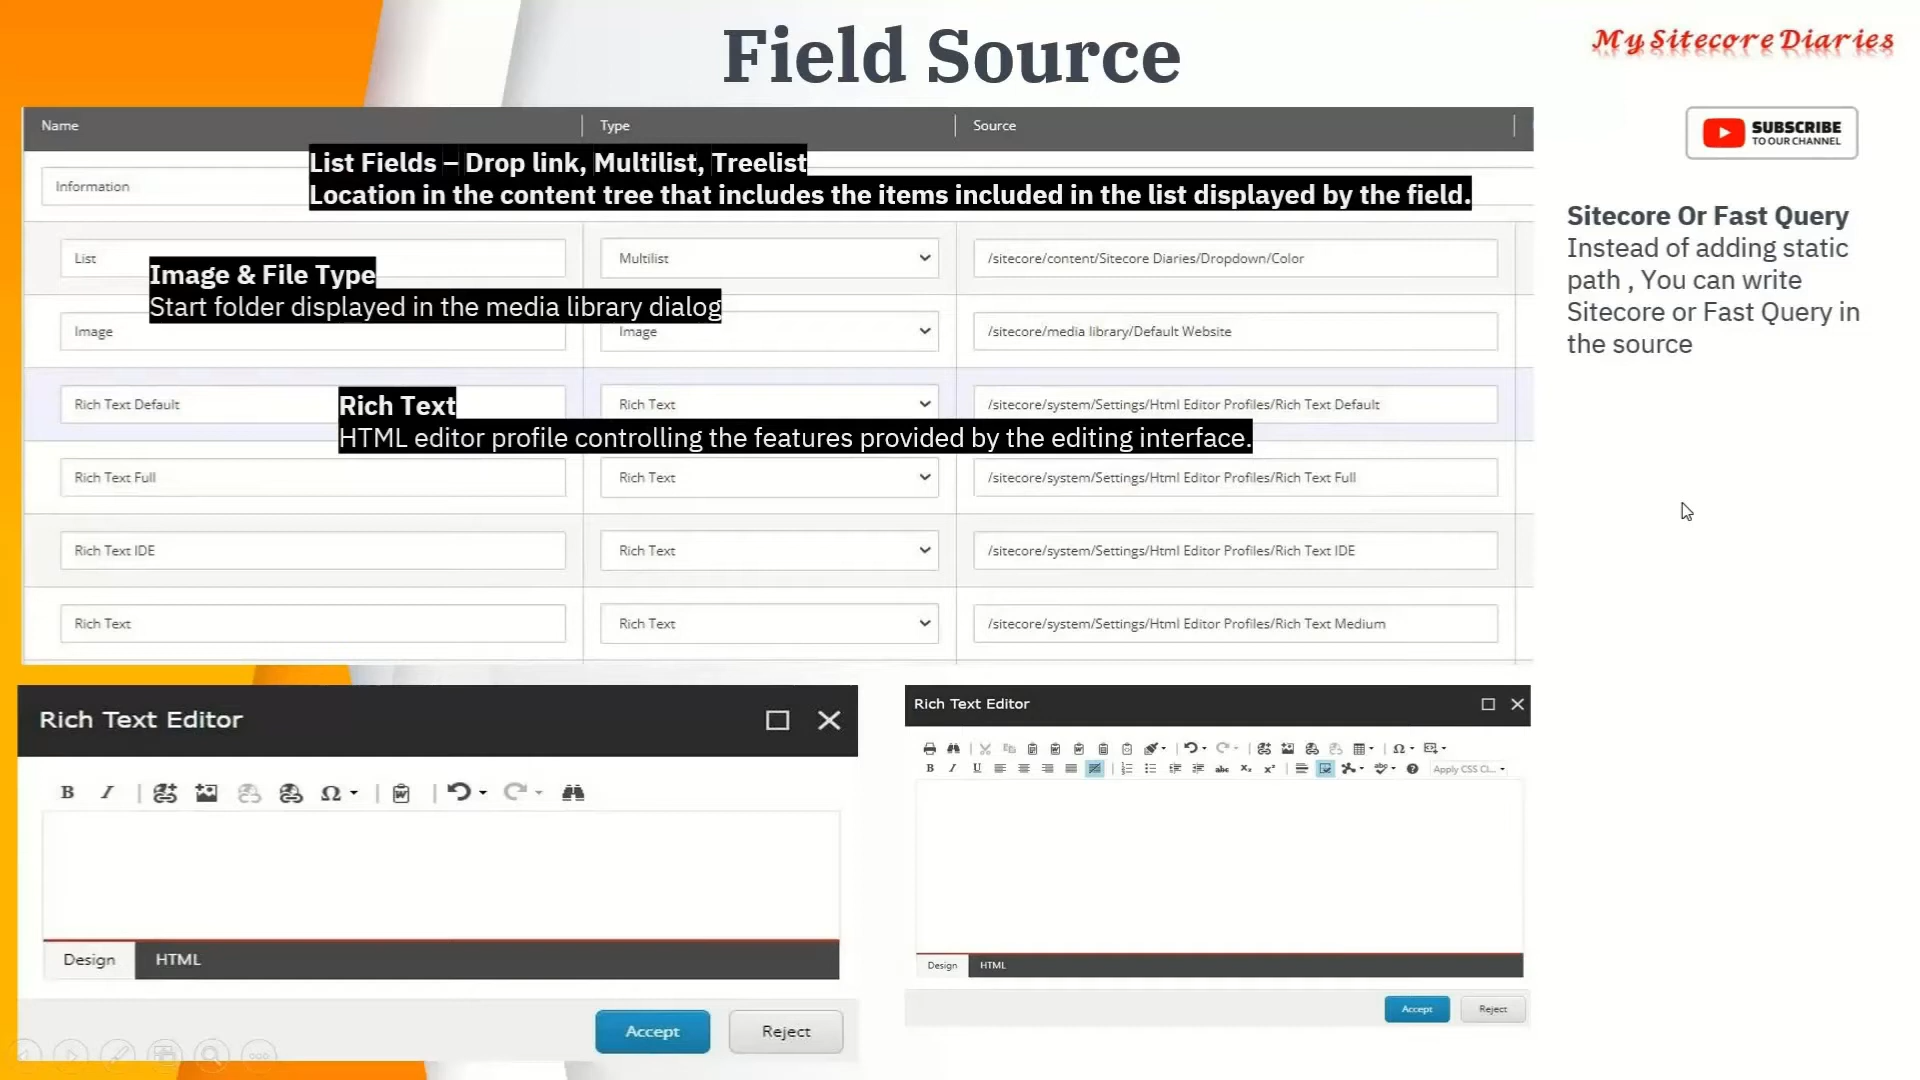 Field Source
My Sitecore Diaries
SUBSCRIBE
TO OUR CHANNEL
Name Type Source
List Fields – Drop link, Multilist, Treelist
Location in the content tree that includes the items included in the list displayed by the field.
Information
List Multilist /sitecore/content/Sitecore Diaries/Dropdown/Color
Image & File Type
Start folder displayed in the media library dialog
Image Image /sitecore/media library/Default Website
Rich Text Default Rich Text /sitecore/system/Settings/Html Editor Profiles/Rich Text Default
Rich Text
HTML editor profile controlling the features provided by the editing interface.
Rich Text Full Rich Text /sitecore/system/Settings/Html Editor Profiles/Rich Text Full
Rich Text IDE Rich Text /sitecore/system/Settings/Html Editor Profiles/Rich Text IDE
Rich Text Rich Text /sitecore/system/Settings/Html Editor Profiles/Rich Text Medium
Sitecore Or Fast Query
Instead of adding static
path , You can write
Sitecore or Fast Query in
the source
Rich Text Editor
B I
Design HTML
Accept Reject
Rich Text Editor
B I U abc X₂ X² Apply CSS Cl...
Design HTML
Accept Reject